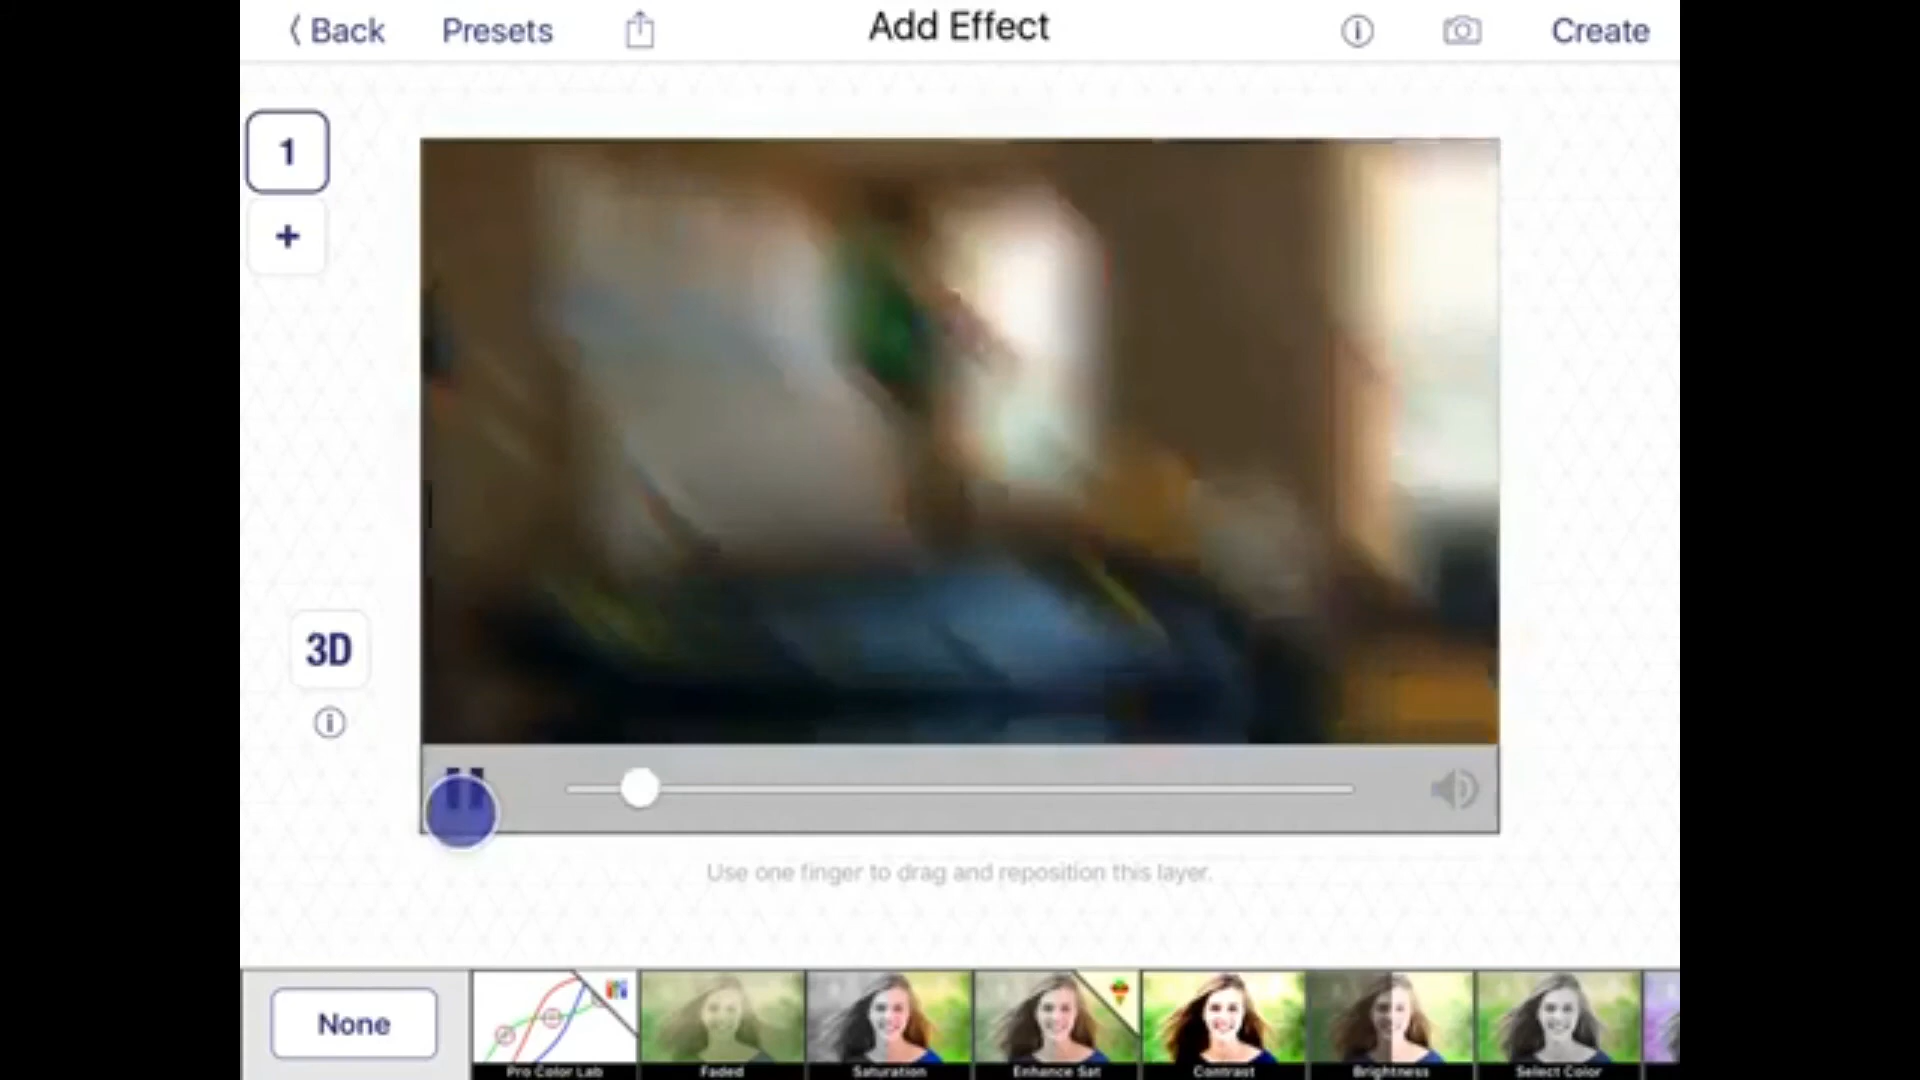 Back
Presets
Add Effect
Create
1
+
3D
Use one finger to drag and reposition this layer.
None
Pro Color Lab
Faded
Saturation
Enhance Sat
Contrast
Brightness
Select Color